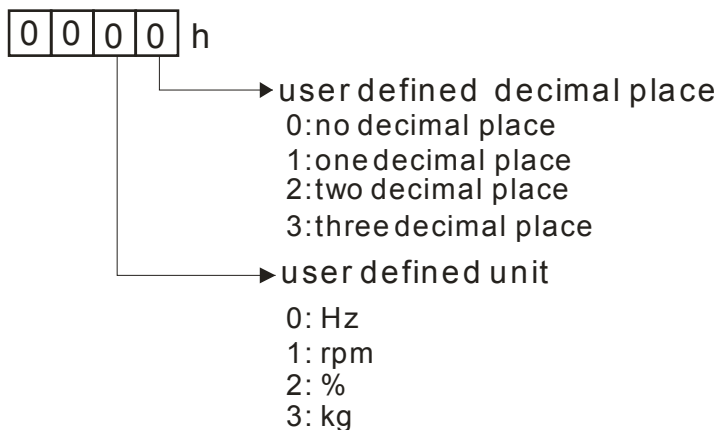 0 0 0 0 h
user defined decimal place
0:no decimal place
1:one decimal place
2:two decimal place
3:three decimal place
user defined unit
0: Hz
1: rpm
2: %
3: kg